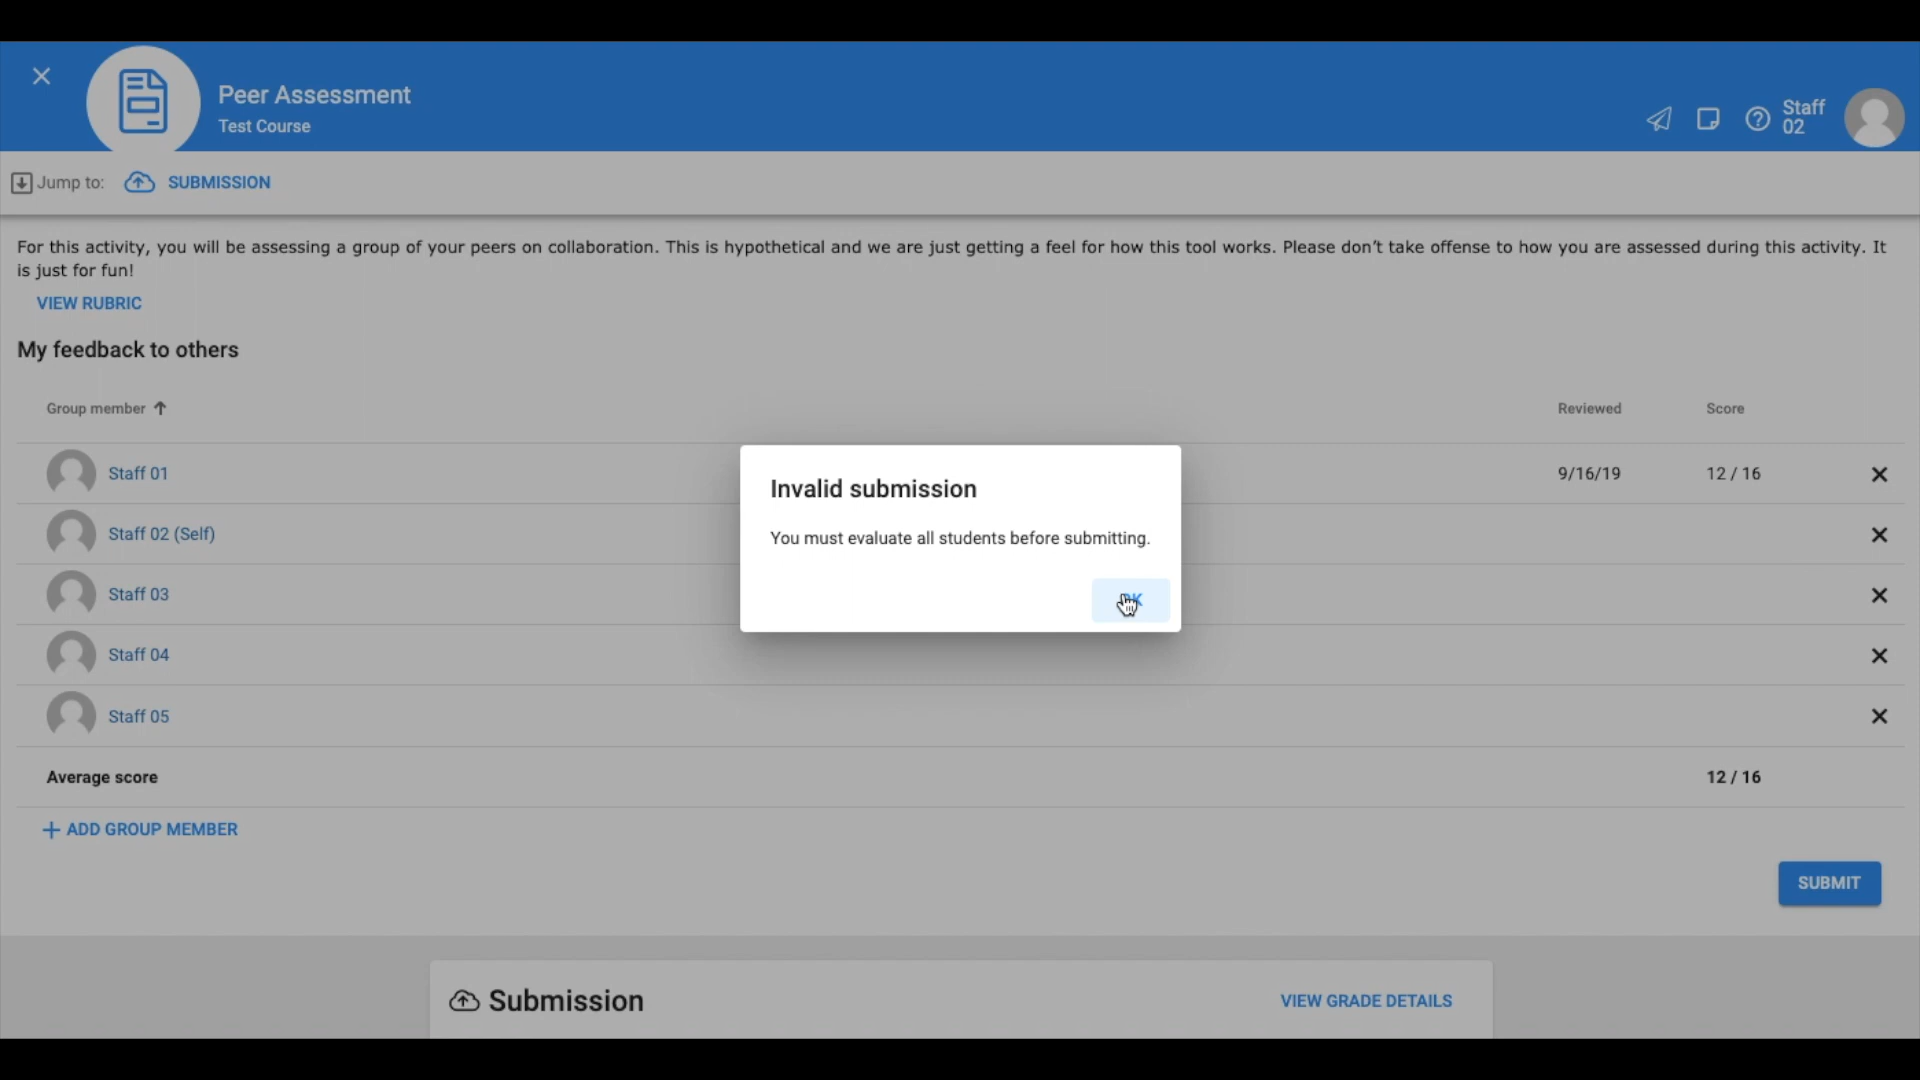 Peer Assessment
Test Course
Staff
02
Jump to:
SUBMISSION
For this activity, you will be assessing a group of your peers on collaboration. This is hypothetical and we are just getting a feel for how this tool works. Please don't take offense to how you are assessed during this activity. It
is just for fun!
VIEW RUBRIC
My feedback to others
Group member
Reviewed
Score
Staff 01
9/16/19
12 / 16
Staff 02 (Self)
Staff 03
Staff 04
Staff 05
Average score
12 / 16
ADD GROUP MEMBER
SUBMIT
Invalid submission
You must evaluate all students before submitting.
Submission
VIEW GRADE DETAILS